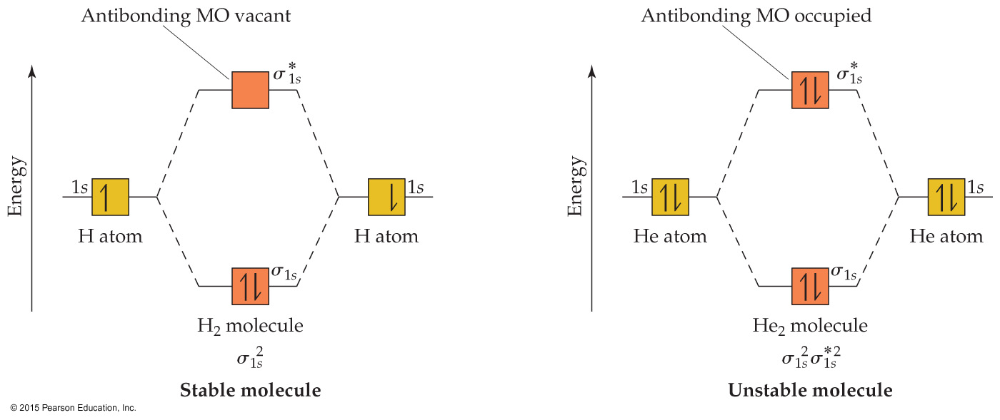 Antibonding MO vacant
σ*1s
Energy
1s
H atom
1s
H atom
σ1s
H2 molecule
σ1s2
Stable molecule
Antibonding MO occupied
σ*1s
Energy
1s
He atom
1s
He atom
σ1s
He2 molecule
σ1s2σ*1s2
Unstable molecule
© 2015 Pearson Education, Inc.